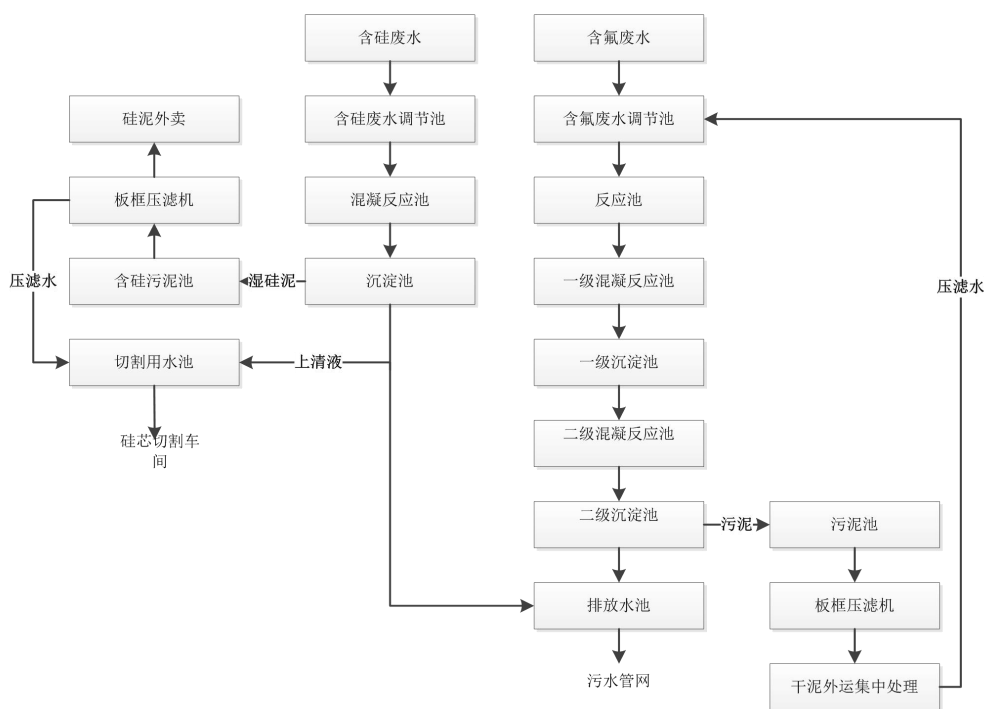 含硅废水
含氟废水
硅泥外卖
含硅废水调节池
含氟废水调节池
板框压滤机
混凝反应池
反应池
压滤水
含硅污泥池
湿硅泥
沉淀池
一级混凝反应池
压滤水
切割用水池
上清液
一级沉淀池
硅芯切割车
间
二级混凝反应池
二级沉淀池
污泥
污泥池
排放水池
板框压滤机
污水管网
干泥外运集中处理